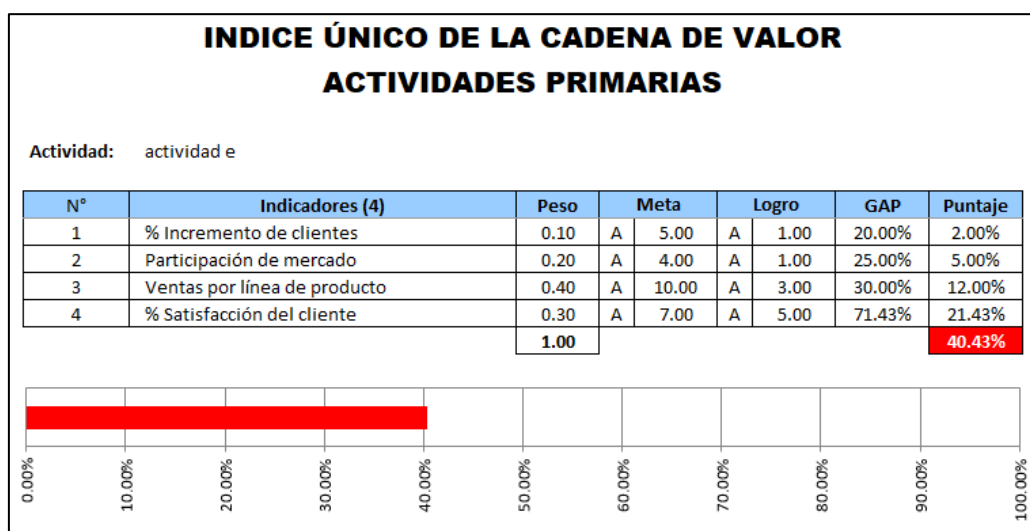 INDICE ÚNICO DE LA CADENA DE VALOR
ACTIVIDADES PRIMARIAS
Actividad: actividad e
N° Indicadores (4) Peso Meta Logro GAP Puntaje
1 % Incremento de clientes 0.10 A 5.00 A 1.00 20.00% 2.00%
2 Participación de mercado 0.20 A 4.00 A 1.00 25.00% 5.00%
3 Ventas por línea de producto 0.40 A 10.00 A 3.00 30.00% 12.00%
4 % Satisfacción del cliente 0.30 A 7.00 A 5.00 71.43% 21.43%
1.00 40.43%
0.00% 10.00% 20.00% 30.00% 40.00% 50.00% 60.00% 70.00% 80.00% 90.00% 100.00%